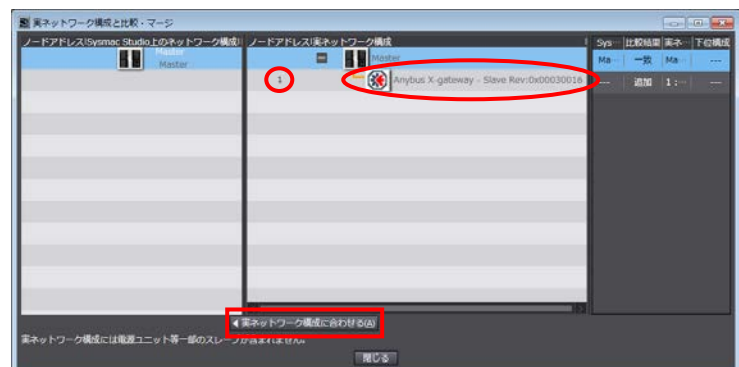 実ネットワーク構成と比較・マージ
ノードアドレス|Sysmac Studio上のネットワーク構成|
ノードアドレス|実ネットワーク構成
Sys… 比較結果 実ネ… 下位構成
Master
Master
Master
Ma… 一致 Ma… ---
1
Anybus X-gateway - Slave Rev:0x00030016
--- 追加 1 :… ---
実ネットワーク構成に合わせる(A)
実ネットワーク構成には電源ユニット等一部のスレーブが含まれません。
閉じる